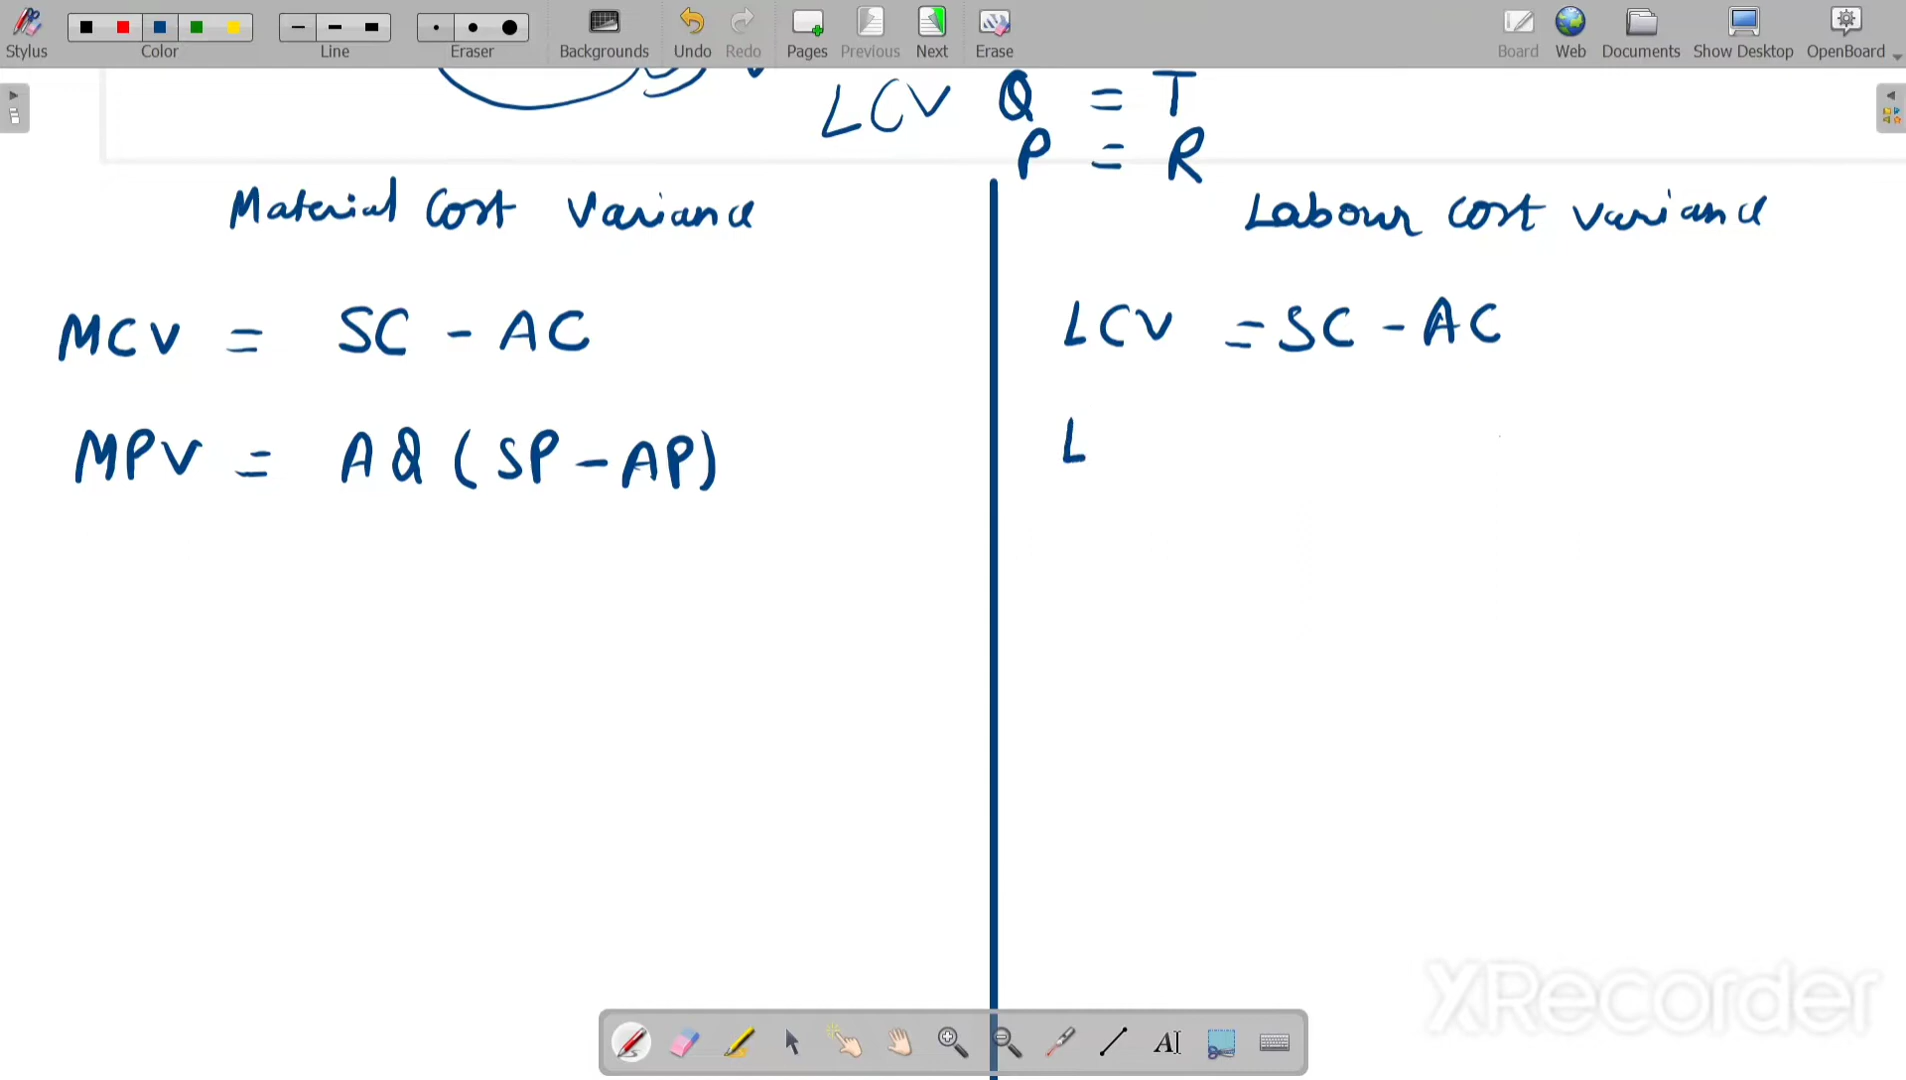 Stylus Color Line Eraser Backgrounds Undo Redo Pages Previous Next Erase Board Web Documents Show Desktop OpenBoard
LCV Q = T
P = R
Material Cost Variance
Labour cost variance
MCV = SC - AC
LCV = SC - AC
MPV = AQ (SP - AP)
L
XRecorder